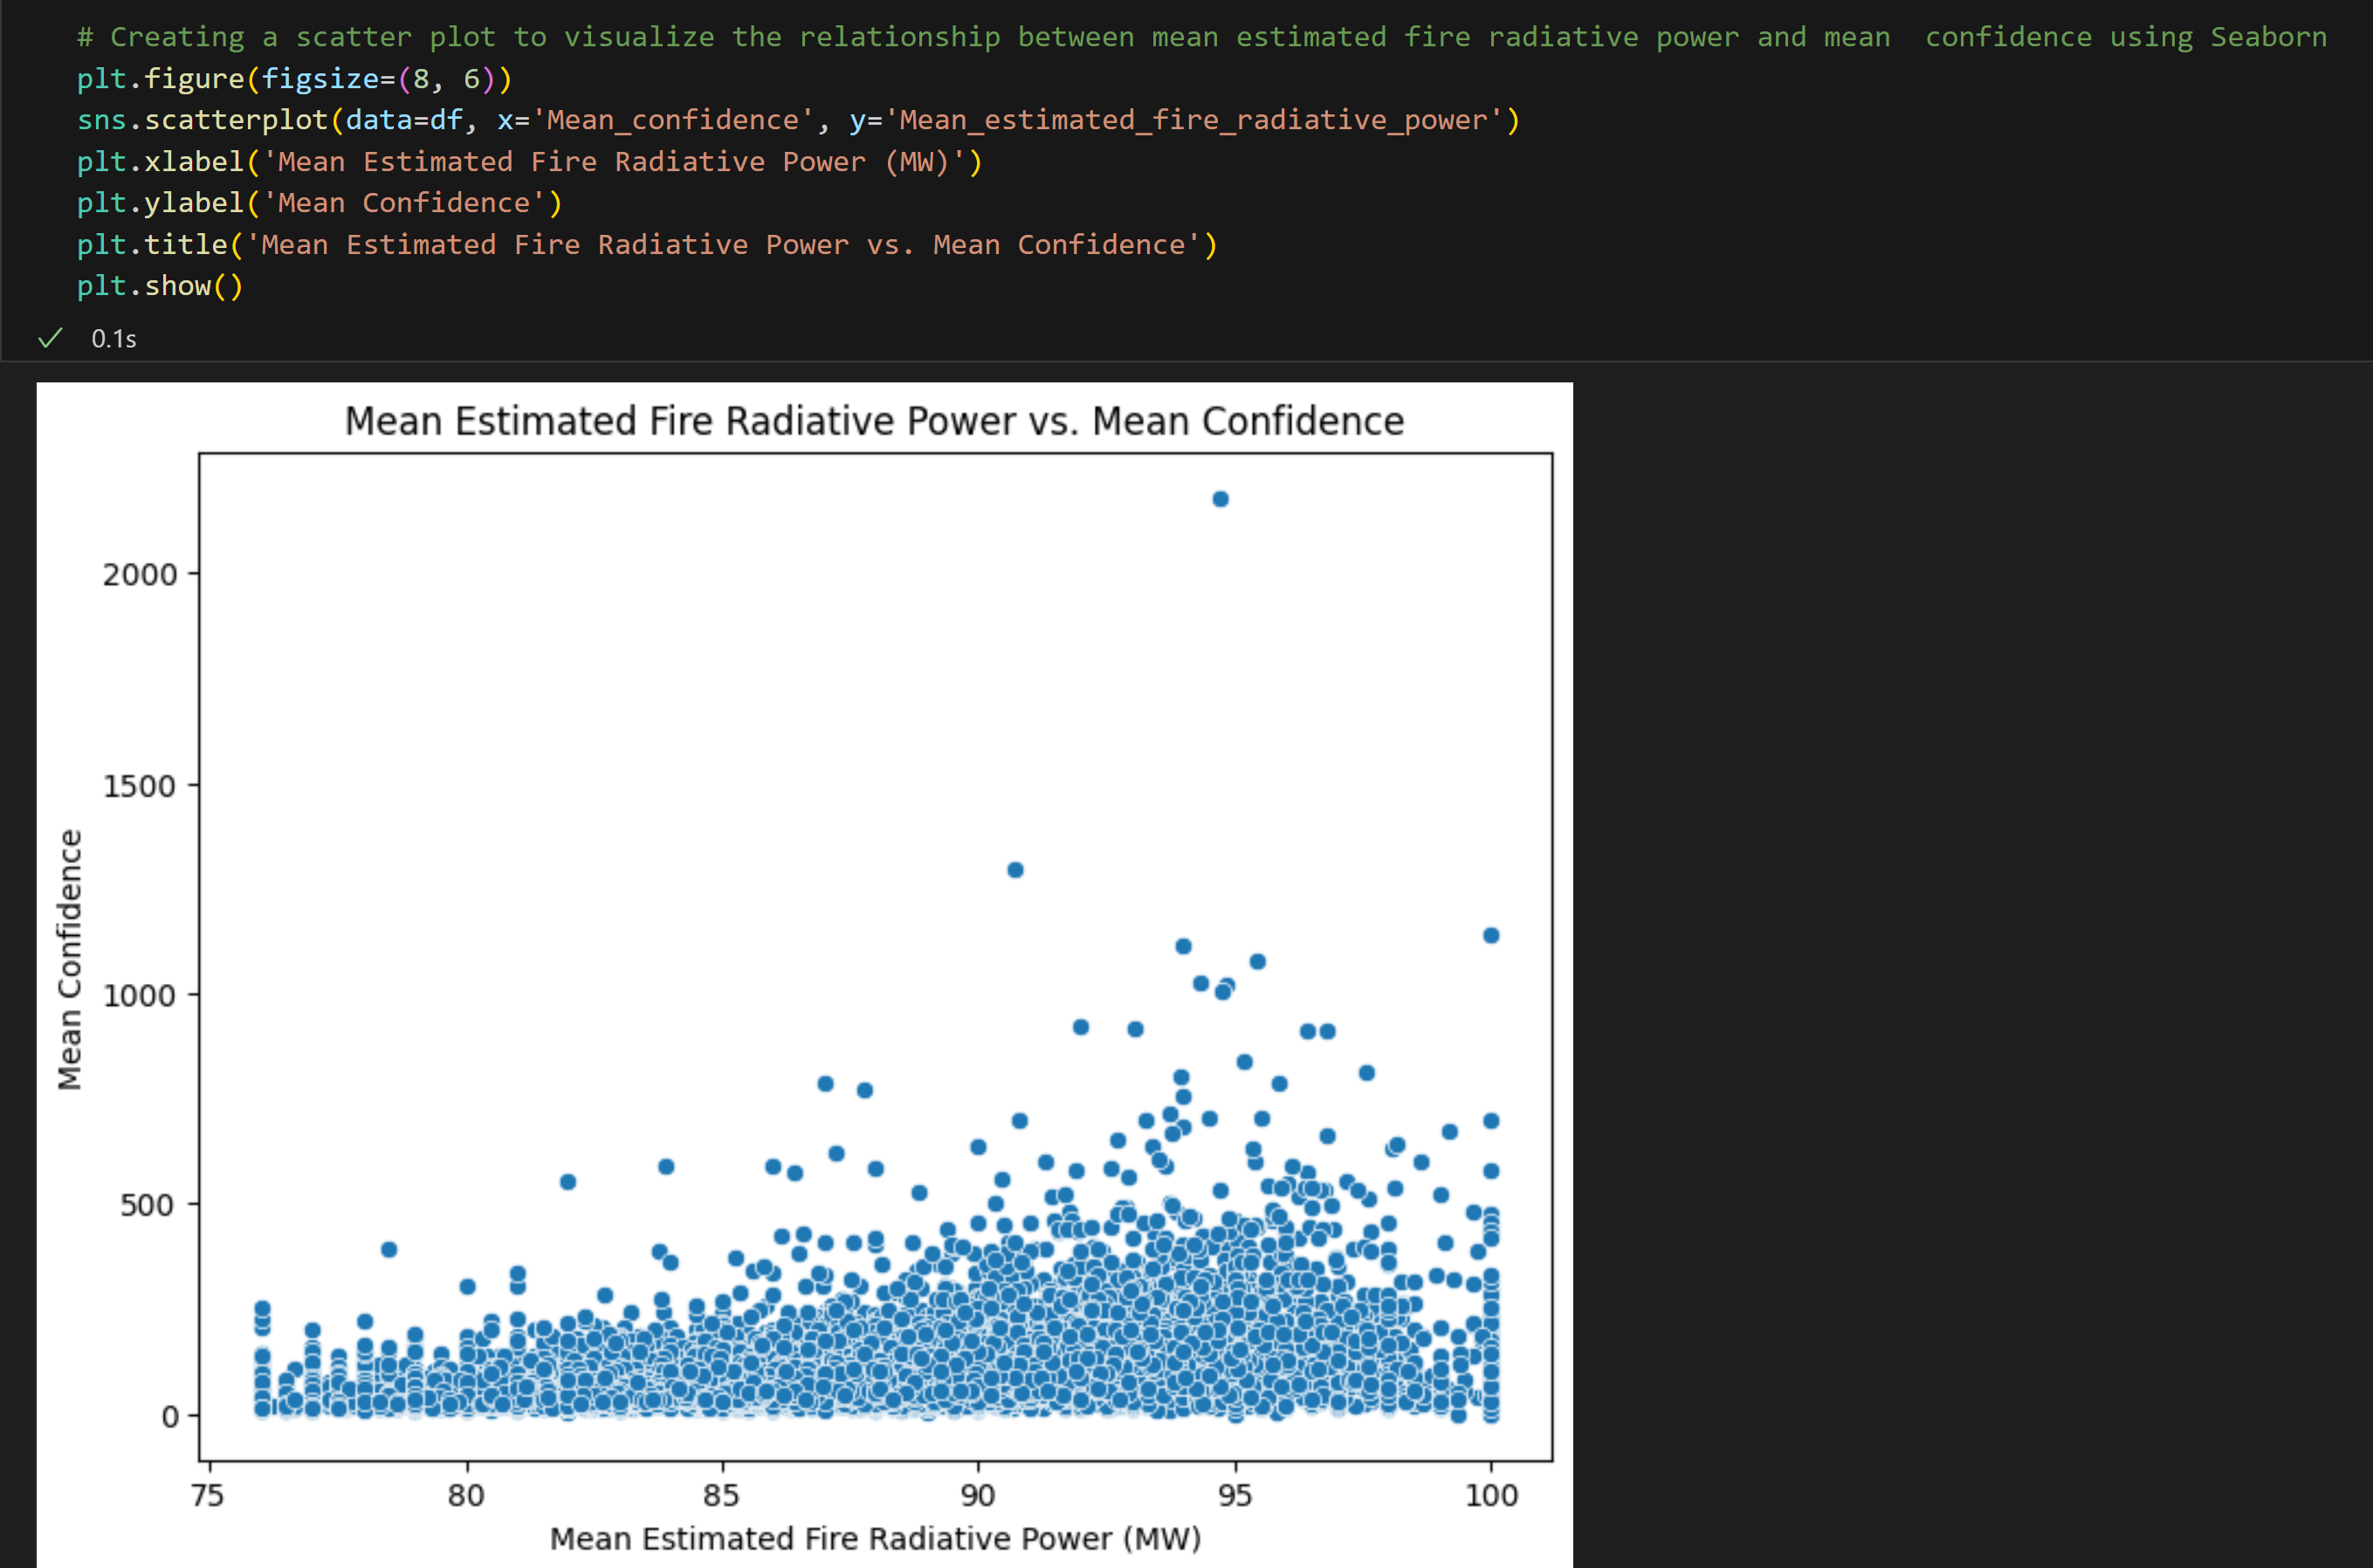 # Creating a scatter plot to visualize the relationship between mean estimated fire radiative power and mean  confidence using Seaborn
plt.figure(figsize=(8, 6))
sns.scatterplot(data=df, x='Mean_confidence', y='Mean_estimated_fire_radiative_power')
plt.xlabel('Mean Estimated Fire Radiative Power (MW)')
plt.ylabel('Mean Confidence')
plt.title('Mean Estimated Fire Radiative Power vs. Mean Confidence')
plt.show()
✓ 0.1s
Mean Estimated Fire Radiative Power vs. Mean Confidence
Mean Confidence
2000
1500
1000
500
0
75 80 85 90 95 100
Mean Estimated Fire Radiative Power (MW)